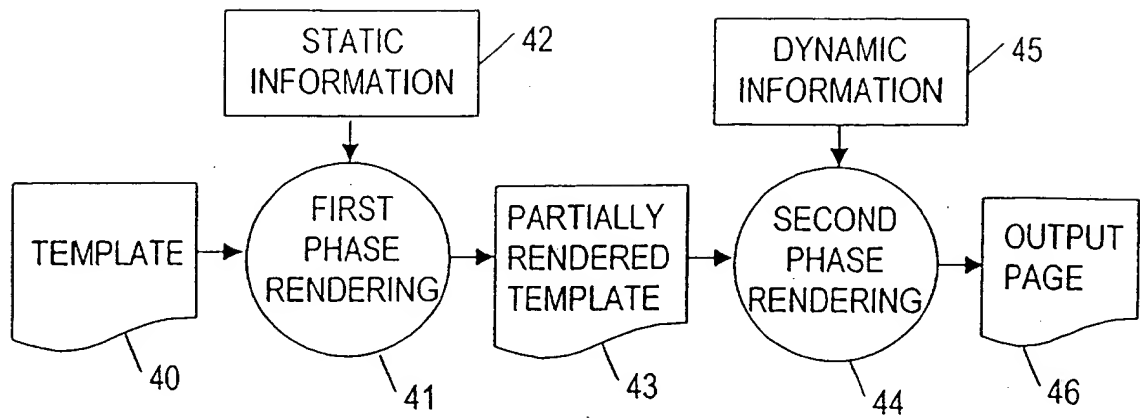 STATIC
INFORMATION
42
DYNAMIC
INFORMATION
45
TEMPLATE
40
FIRST
PHASE
RENDERING
41
PARTIALLY
RENDERED
TEMPLATE
43
SECOND
PHASE
RENDERING
44
OUTPUT
PAGE
46